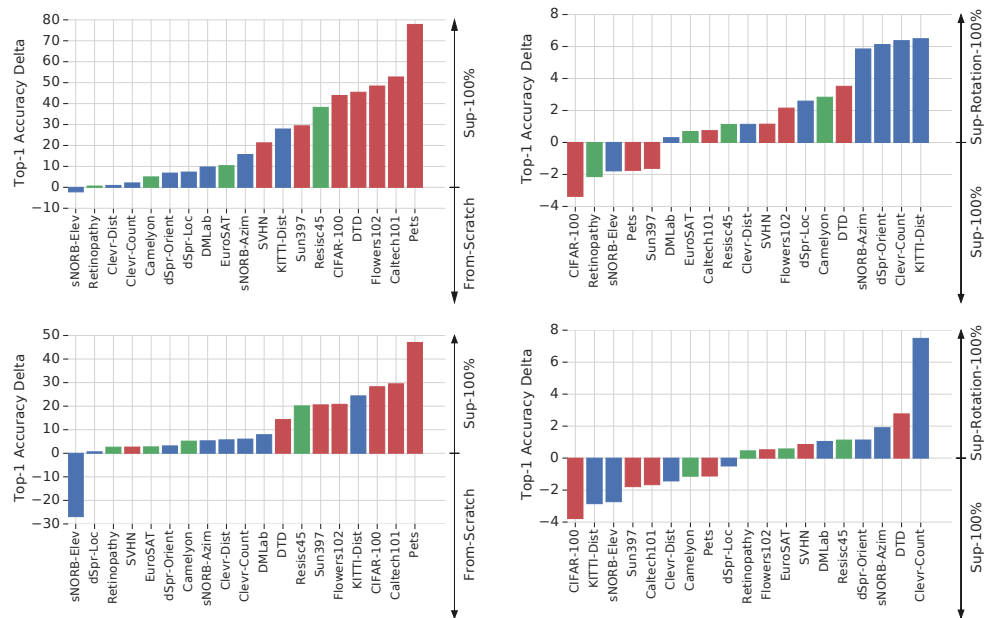 80
70
60
50
40
30
20
10
0
−10
Top-1 Accuracy Delta
sNORB-Elev
Retinopathy
Clevr-Dist
Clevr-Count
Camelyon
dSpr-Orient
dSpr-Loc
DMLab
EuroSAT
sNORB-Azim
SVHN
KITTI-Dist
Sun397
Resisc45
CIFAR-100
DTD
Flowers102
Caltech101
Pets
Sup-100%
From-Scratch
8
6
4
2
0
−2
−4
Top-1 Accuracy Delta
CIFAR-100
Retinopathy
sNORB-Elev
Pets
Sun397
DMLab
EuroSAT
Caltech101
Resisc45
Clevr-Dist
SVHN
Flowers102
dSpr-Loc
Camelyon
DTD
sNORB-Azim
dSpr-Orient
Clevr-Count
KITTI-Dist
Sup-Rotation-100%
Sup-100%
50
40
30
20
10
0
−10
−20
−30
Top-1 Accuracy Delta
sNORB-Elev
dSpr-Loc
Retinopathy
SVHN
EuroSAT
dSpr-Orient
Camelyon
sNORB-Azim
Clevr-Dist
Clevr-Count
DMLab
DTD
Resisc45
Sun397
Flowers102
KITTI-Dist
CIFAR-100
Caltech101
Pets
Sup-100%
From-Scratch
8
6
4
2
0
−2
−4
Top-1 Accuracy Delta
CIFAR-100
KITTI-Dist
sNORB-Elev
Sun397
Caltech101
Clevr-Dist
Camelyon
Pets
dSpr-Loc
Retinopathy
Flowers102
EuroSAT
SVHN
DMLab
Resisc45
dSpr-Orient
sNORB-Azim
DTD
Clevr-Count
Sup-Rotation-100%
Sup-100%